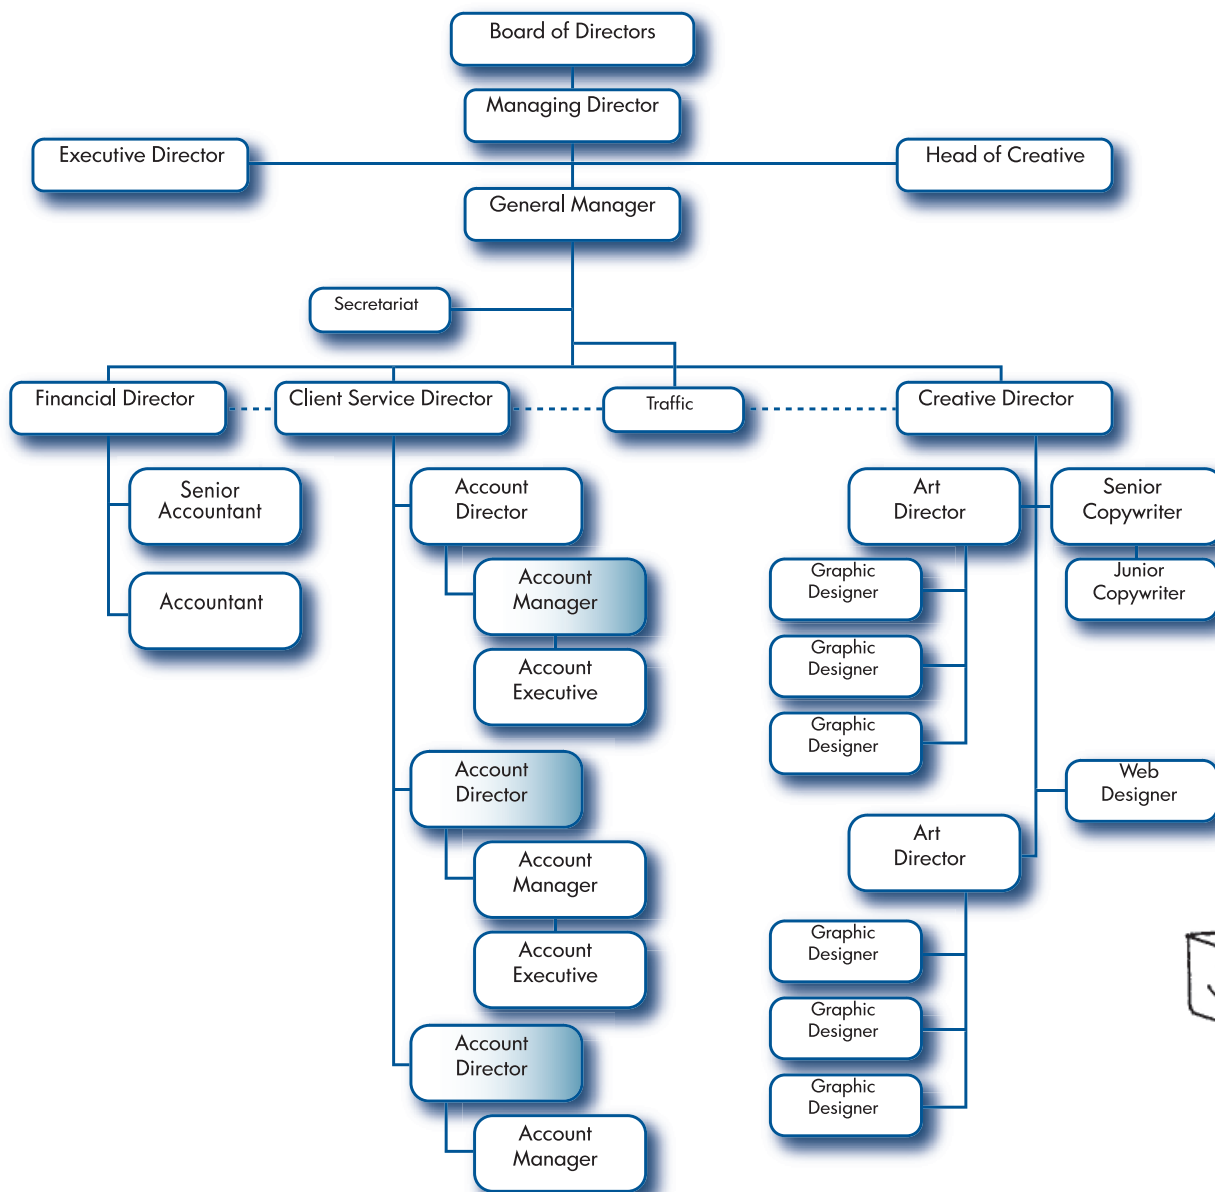 Board of Directors
Managing Director
Executive Director
Head of Creative
General Manager
Secretariat
Financial Director
Client Service Director
Traffic
Creative Director
Senior
Accountant
Accountant
Account
Director
Account
Manager
Account
Executive
Account
Director
Account
Manager
Account
Executive
Account
Director
Account
Manager
Art
Director
Senior
Copywriter
Junior
Copywriter
Graphic
Designer
Graphic
Designer
Graphic
Designer
Web
Designer
Art
Director
Graphic
Designer
Graphic
Designer
Graphic
Designer